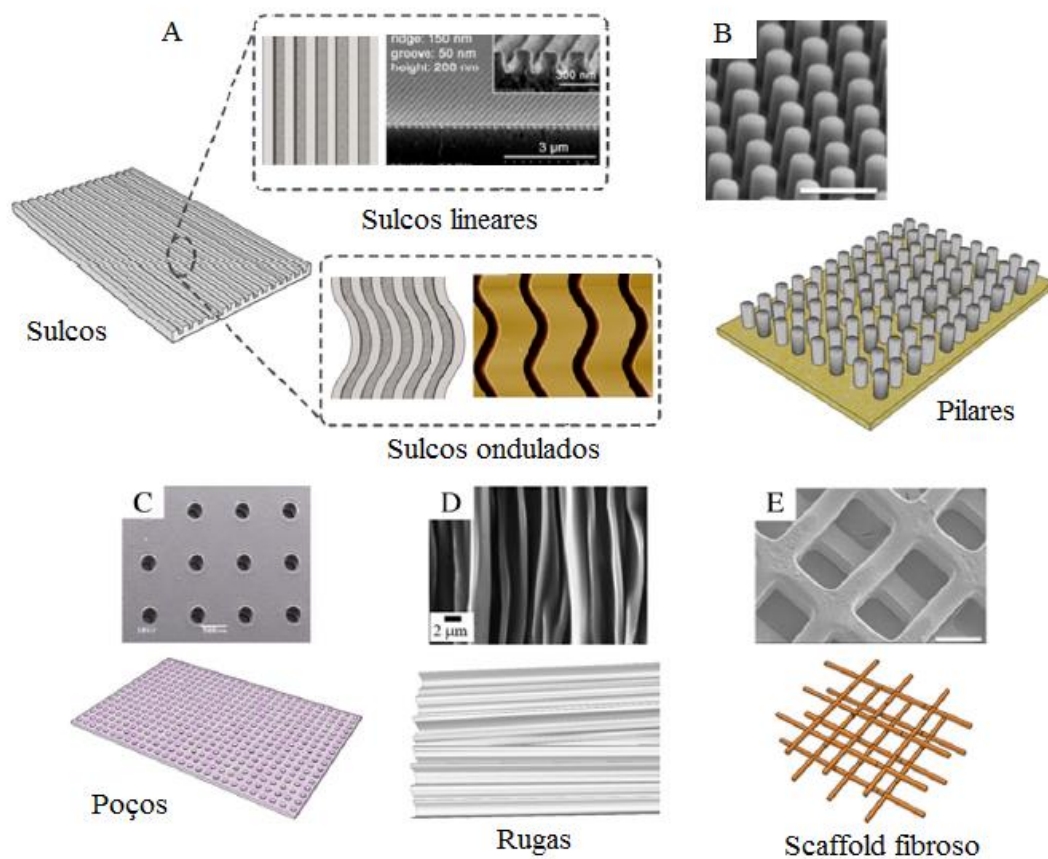 A
ridge: 150 nm
groove: 50 nm
height: 200 nm
300 nm
3 µm
Sulcos lineares
B
Sulcos
Sulcos ondulados
Pilares
C
D
E
2 µm
Poços
Rugas
Scaffold fibroso